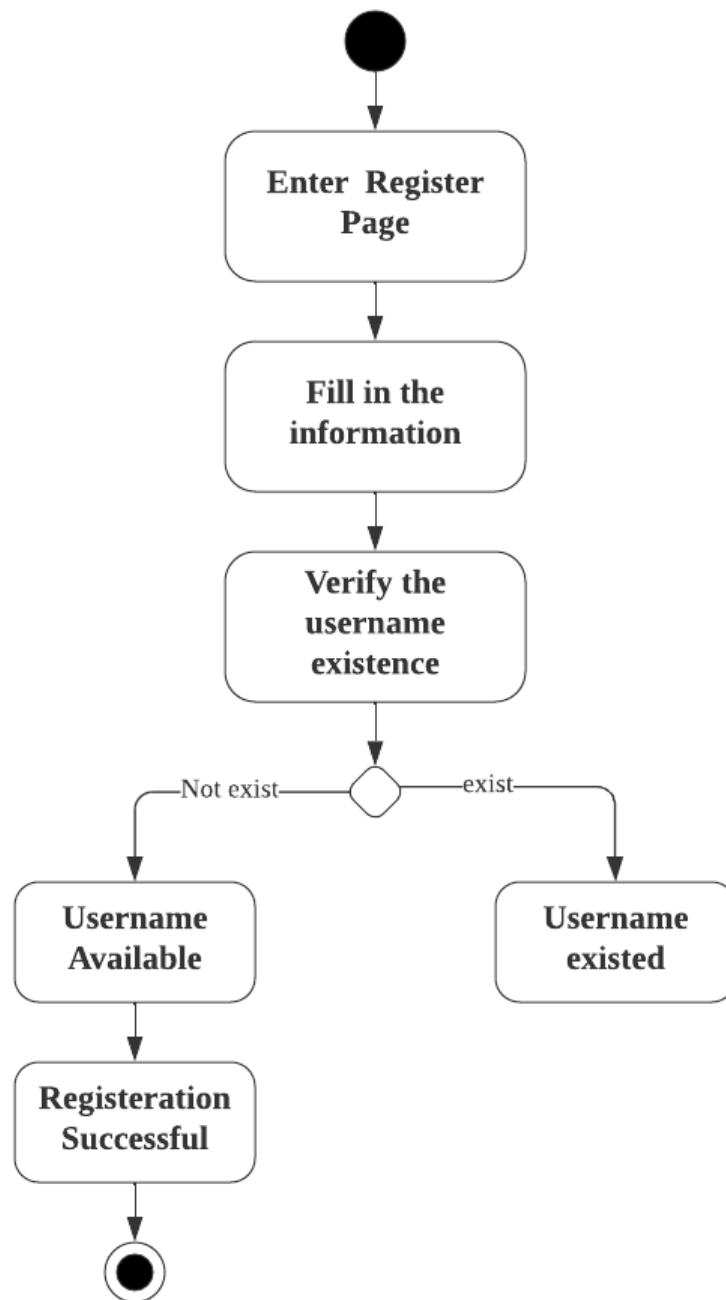 Enter  Register
Page
Fill in the
information
Verify the
username
existence
Not exist
exist
Username
Available
Username
existed
Registeration
Successful